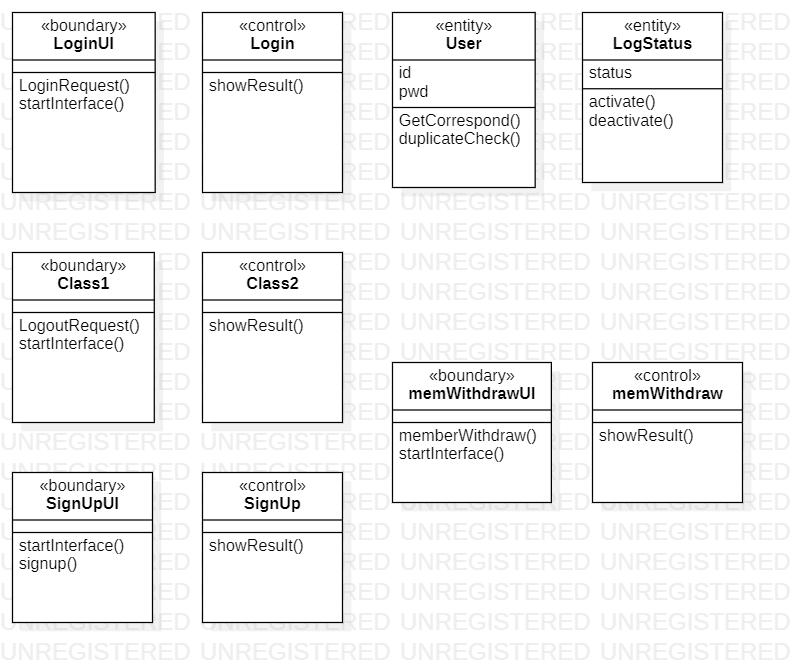 «boundary»
LoginUI
LoginRequest()
startInterface()
«control»
Login
showResult()
«entity»
User
id
pwd
GetCorrespond()
duplicateCheck()
«entity»
LogStatus
status
activate()
deactivate()
«boundary»
Class1
LogoutRequest()
startInterface()
«control»
Class2
showResult()
«boundary»
memWithdrawUI
memberWithdraw()
startInterface()
«control»
memWithdraw
showResult()
«boundary»
SignUpUI
startInterface()
signup()
«control»
SignUp
showResult()
UNREGISTERED